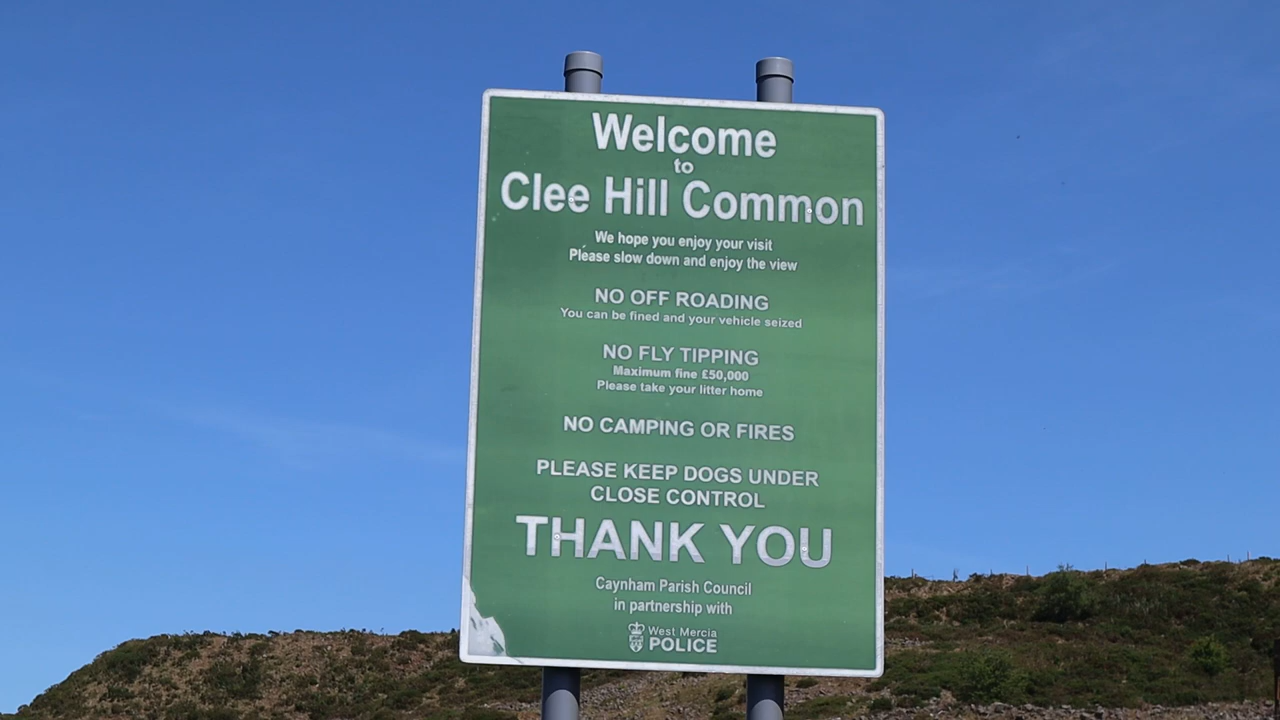 Welcome
to
Clee Hill Common
We hope you enjoy your visit
Please slow down and enjoy the view
NO OFF ROADING
You can be fined and your vehicle seized
NO FLY TIPPING
Maximum fine £50,000
Please take your litter home
NO CAMPING OR FIRES
PLEASE KEEP DOGS UNDER
CLOSE CONTROL
THANK YOU
Caynham Parish Council
in partnership with
West Mercia
POLICE